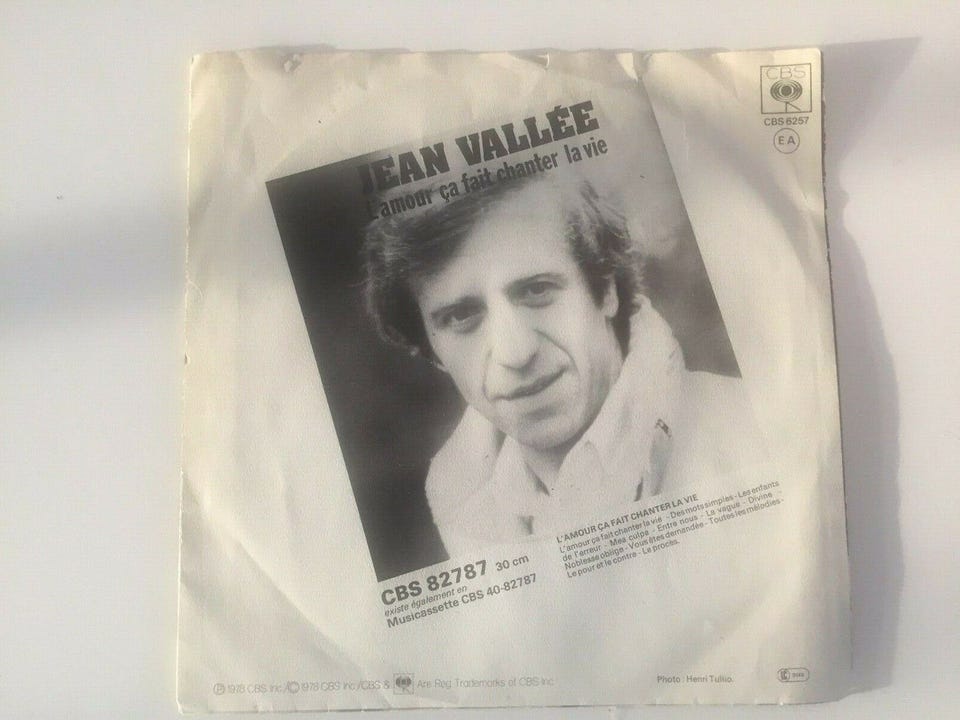 CBS
CBS 6257
EA
JEAN VALLÉE
L'amour ça fait chanter la vie
L'AMOUR ÇA FAIT CHANTER LA VIE
L'amour ça fait chanter la vie - Des mots simples - Les enfants
de l'erreur - Mea culpa - Entre nous - La vague - Divine -
Noblesse oblige - Vous êtes demandée - Toutes les mélodies -
Le pour et le contre - Le procès.
CBS 82787 30 cm
existe également en
Musicassette CBS 40-82787
℗ 1978 CBS Inc./© 1978 CBS Inc./CBS & Are Reg. Trademarks of CBS Inc.
Photo : Henri Tullio.